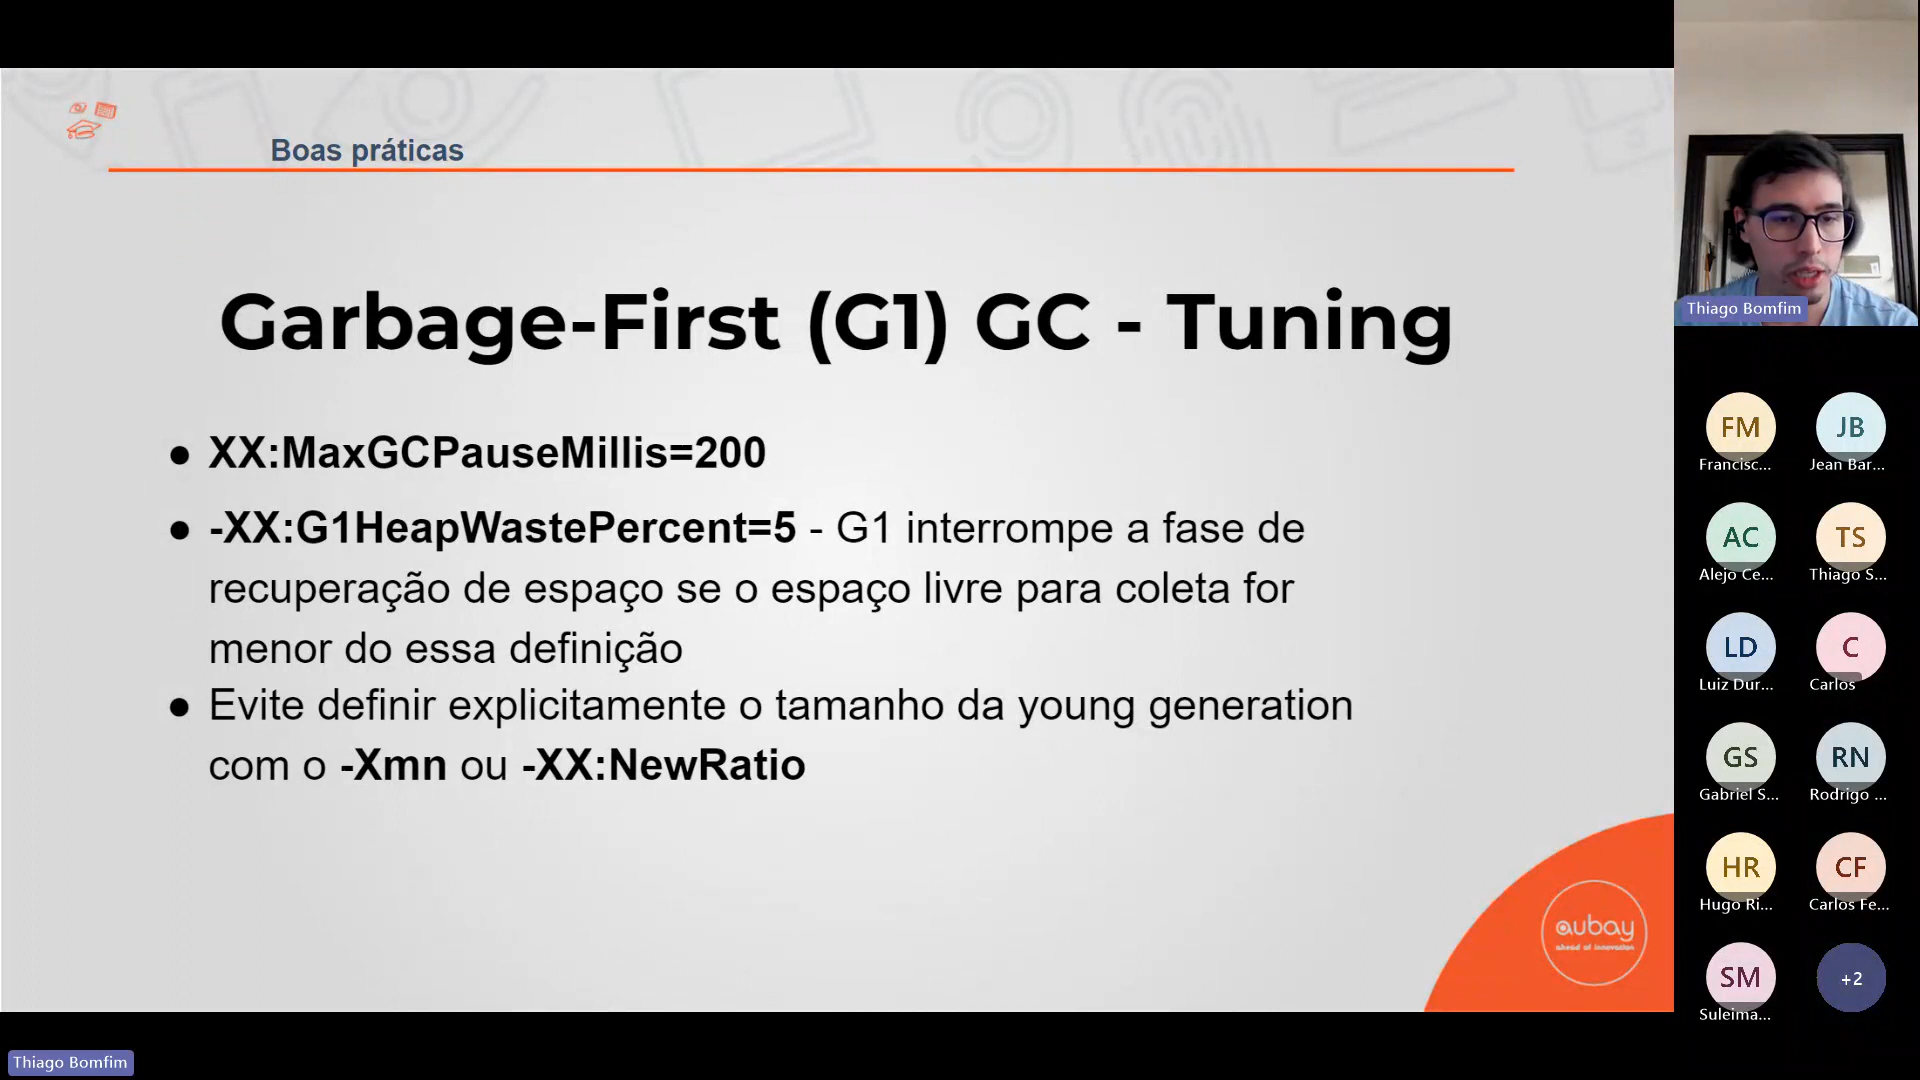 Boas práticas
Garbage-First (G1) GC - Tuning
● XX:MaxGCPauseMillis=200
● -XX:G1HeapWastePercent=5 - G1 interrompe a fase de
recuperação de espaço se o espaço livre para coleta for
menor do essa definição
● Evite definir explicitamente o tamanho da young generation
com o -Xmn ou -XX:NewRatio
aubay
ahead of innovation
Thiago Bomfim
Thiago Bomfim
FM
JB
Francisc...
Jean Bar...
AC
TS
Alejo Ce...
Thiago S...
LD
C
Luiz Dur...
Carlos
GS
RN
Gabriel S...
Rodrigo ...
HR
CF
Hugo Ri...
Carlos Fe...
SM
+2
Suleima...